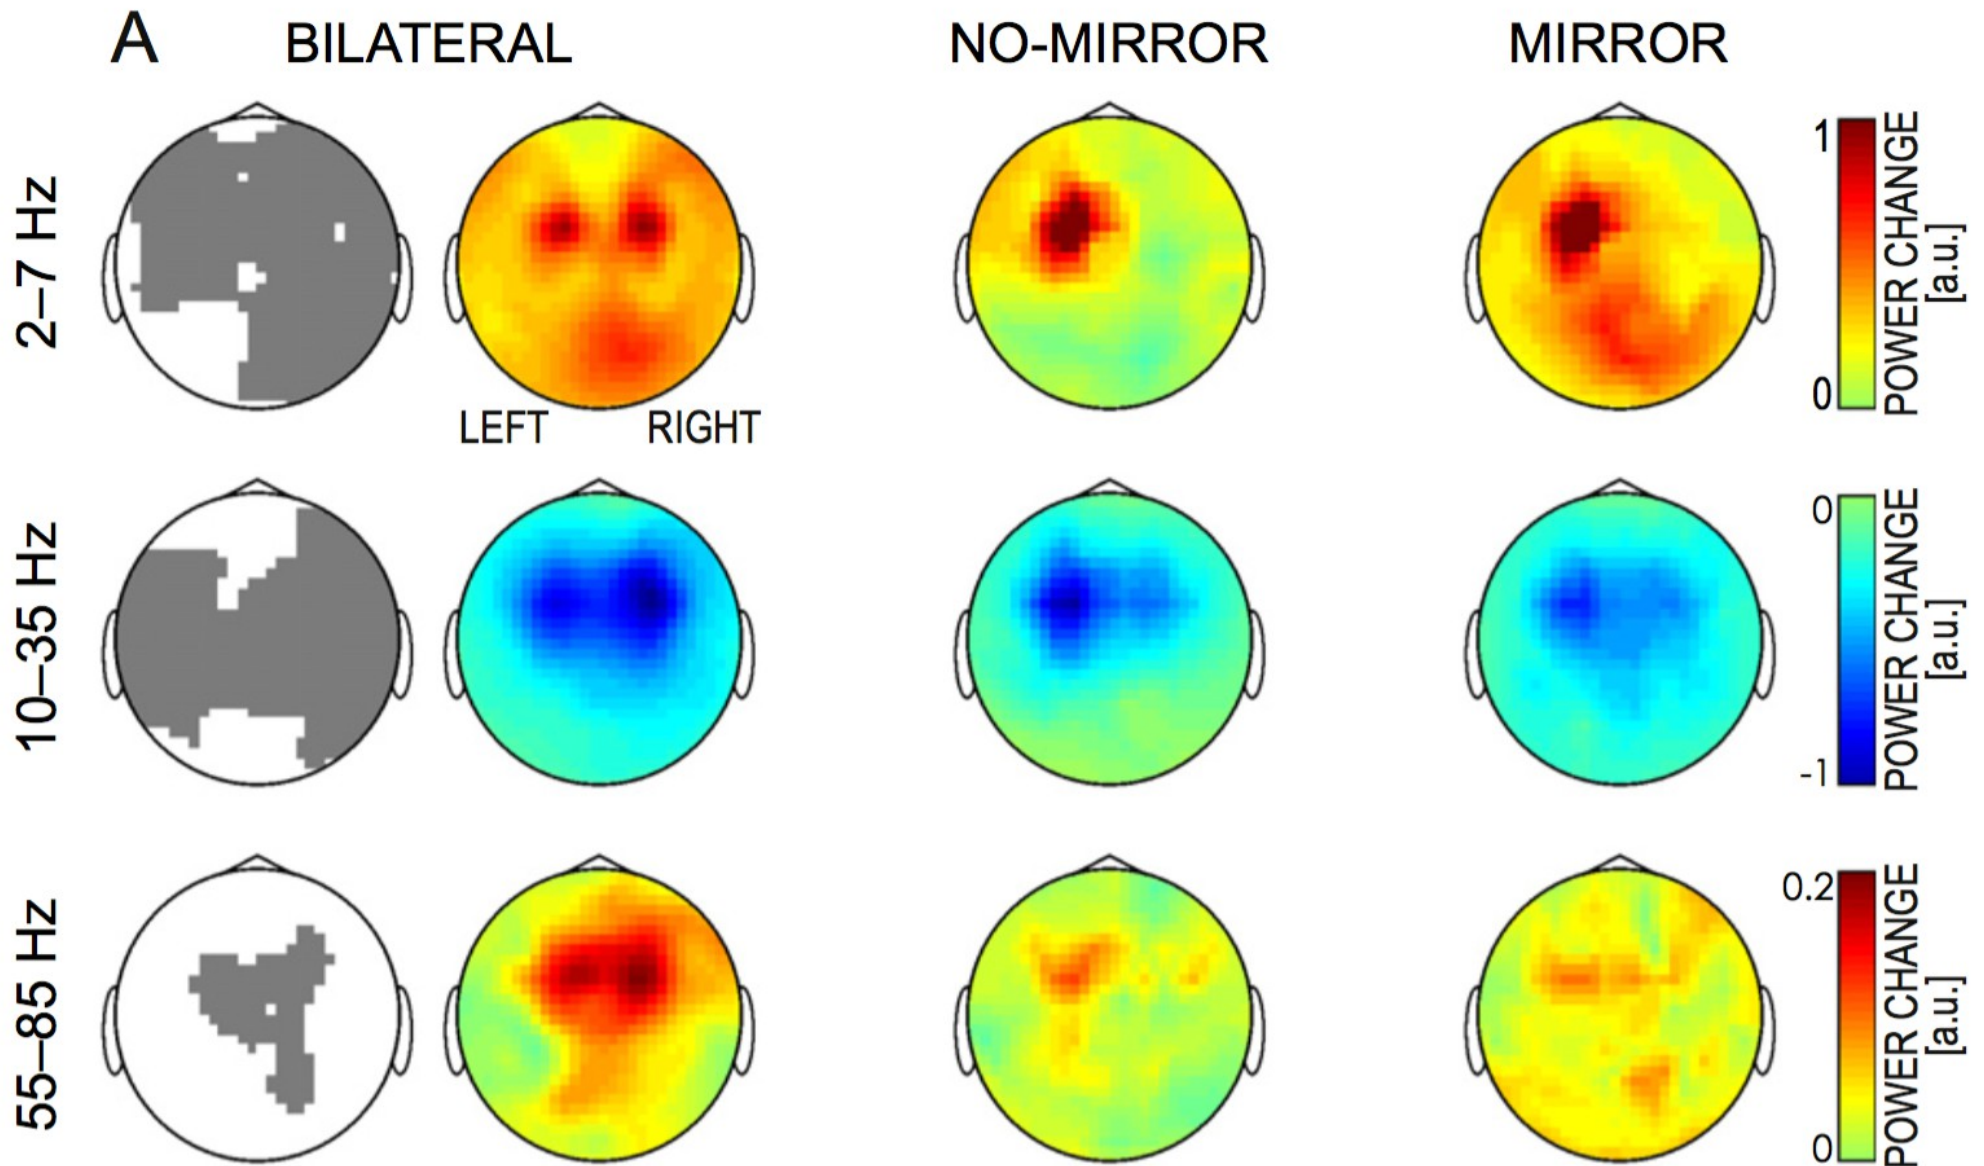 A BILATERAL NO-MIRROR MIRROR
2–7 Hz
1
0
POWER CHANGE
[a.u.]
LEFT RIGHT
10–35 Hz
0
-1
POWER CHANGE
[a.u.]
55–85 Hz
0.2
0
POWER CHANGE
[a.u.]